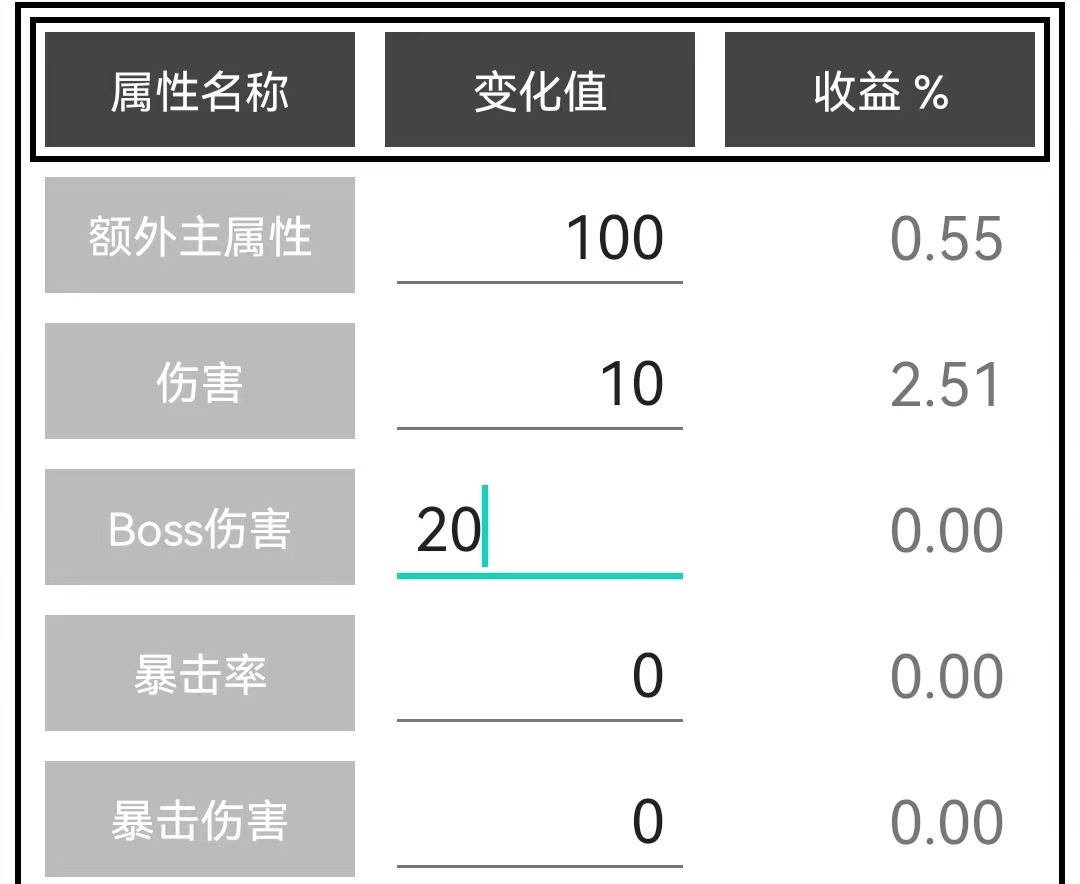 属性名称 变化值 收益 %
额外主属性 100 0.55
伤害 10 2.51
Boss伤害 20 0.00
暴击率 0 0.00
暴击伤害 0 0.00